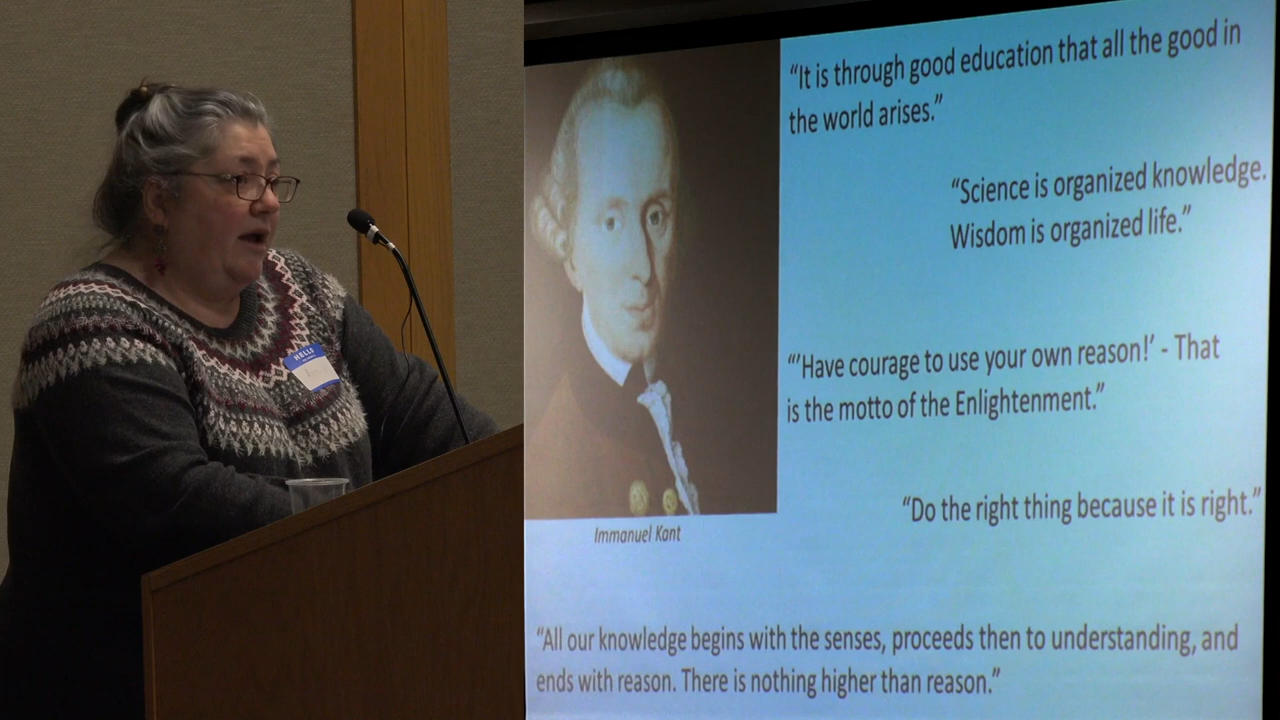 HELLO
“It is through good education that all the good in
the world arises.”
“Science is organized knowledge.
Wisdom is organized life.”
“’Have courage to use your own reason!’ - That
is the motto of the Enlightenment.”
“Do the right thing because it is right.”
Immanuel Kant
“All our knowledge begins with the senses, proceeds then to understanding, and
ends with reason. There is nothing higher than reason.”